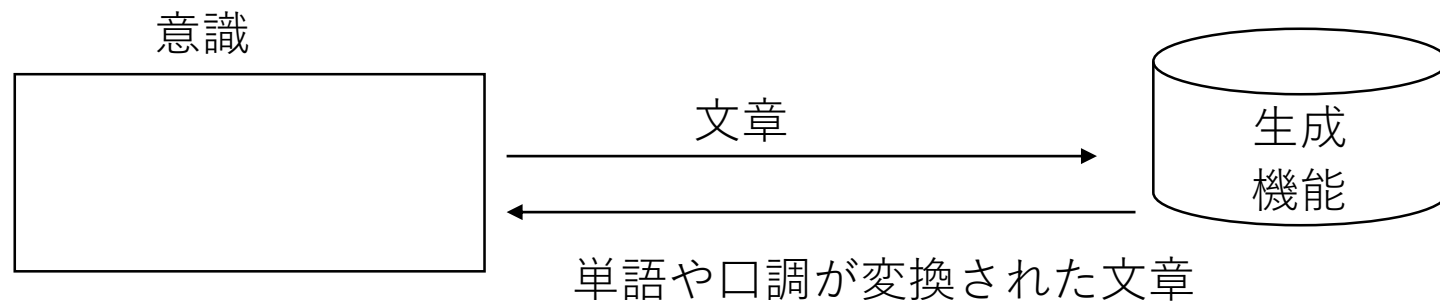 意識
文章
生成
機能
単語や口調が変換された文章